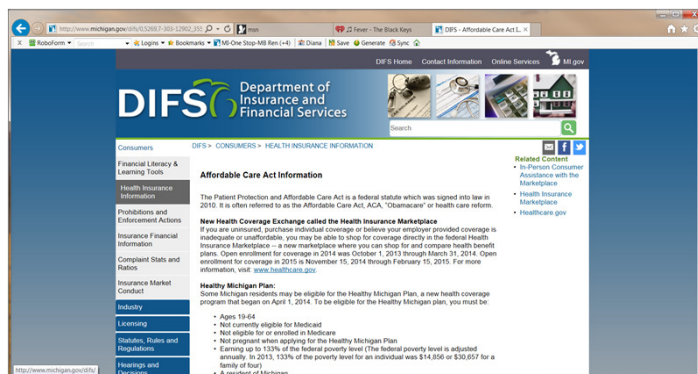 http://www.michigan.gov/difs/0,5269,7-303-12902_35
msn
Fever - The Black Keys
DIFS - Affordable Care Act I...
X RoboForm Search Logins Bookmarks MI-One Stop-MB Ren (+4) Diana Save Generate Sync
DIFS Home Contact Information Online Services MI.gov
DIFS
Department of
Insurance and
Financial Services
Search
Consumers
Financial Literacy &
Learning Tools
Health Insurance
Information
Prohibitions and
Enforcement Actions
Insurance Financial
Information
Complaint Stats and
Ratios
Insurance Market
Conduct
Industry
Licensing
Statutes, Rules and
Regulations
Hearings and
Decisions
DIFS > CONSUMERS > HEALTH INSURANCE INFORMATION
Affordable Care Act Information
The Patient Protection and Affordable Care Act is a federal statute which was signed into law in
2010. It is often referred to as the Affordable Care Act, ACA, "Obamacare" or health care reform.
New Health Coverage Exchange called the Health Insurance Marketplace
If you are uninsured, purchase individual coverage or believe your employer provided coverage is
inadequate or unaffordable, you may be able to shop for coverage directly in the federal Health
Insurance Marketplace -- a new marketplace where you can shop for and compare health benefit
plans. Open enrollment for coverage in 2014 was October 1, 2013 through March 31, 2014. Open
enrollment for coverage in 2015 is November 15, 2014 through February 15, 2015. For more
information, visit: www.healthcare.gov.
Healthy Michigan Plan:
Some Michigan residents may be eligible for the Healthy Michigan Plan, a new health coverage
program that began on April 1, 2014. To be eligible for the Healthy Michigan plan, you must be:
• Ages 19-64
• Not currently eligible for Medicaid
• Not eligible for or enrolled in Medicare
• Not pregnant when applying for the Healthy Michigan Plan
• Earning up to 133% of the federal poverty level (The federal poverty level is adjusted
annually. In 2013, 133% of the poverty level for an individual was $14,856 or $30,657 for a
family of four)
• A resident of Michigan
Related Content
• In-Person Consumer
Assistance with the
Marketplace
• Health Insurance
Marketplace
• Healthcare.gov
http://www.michigan.gov/difs/